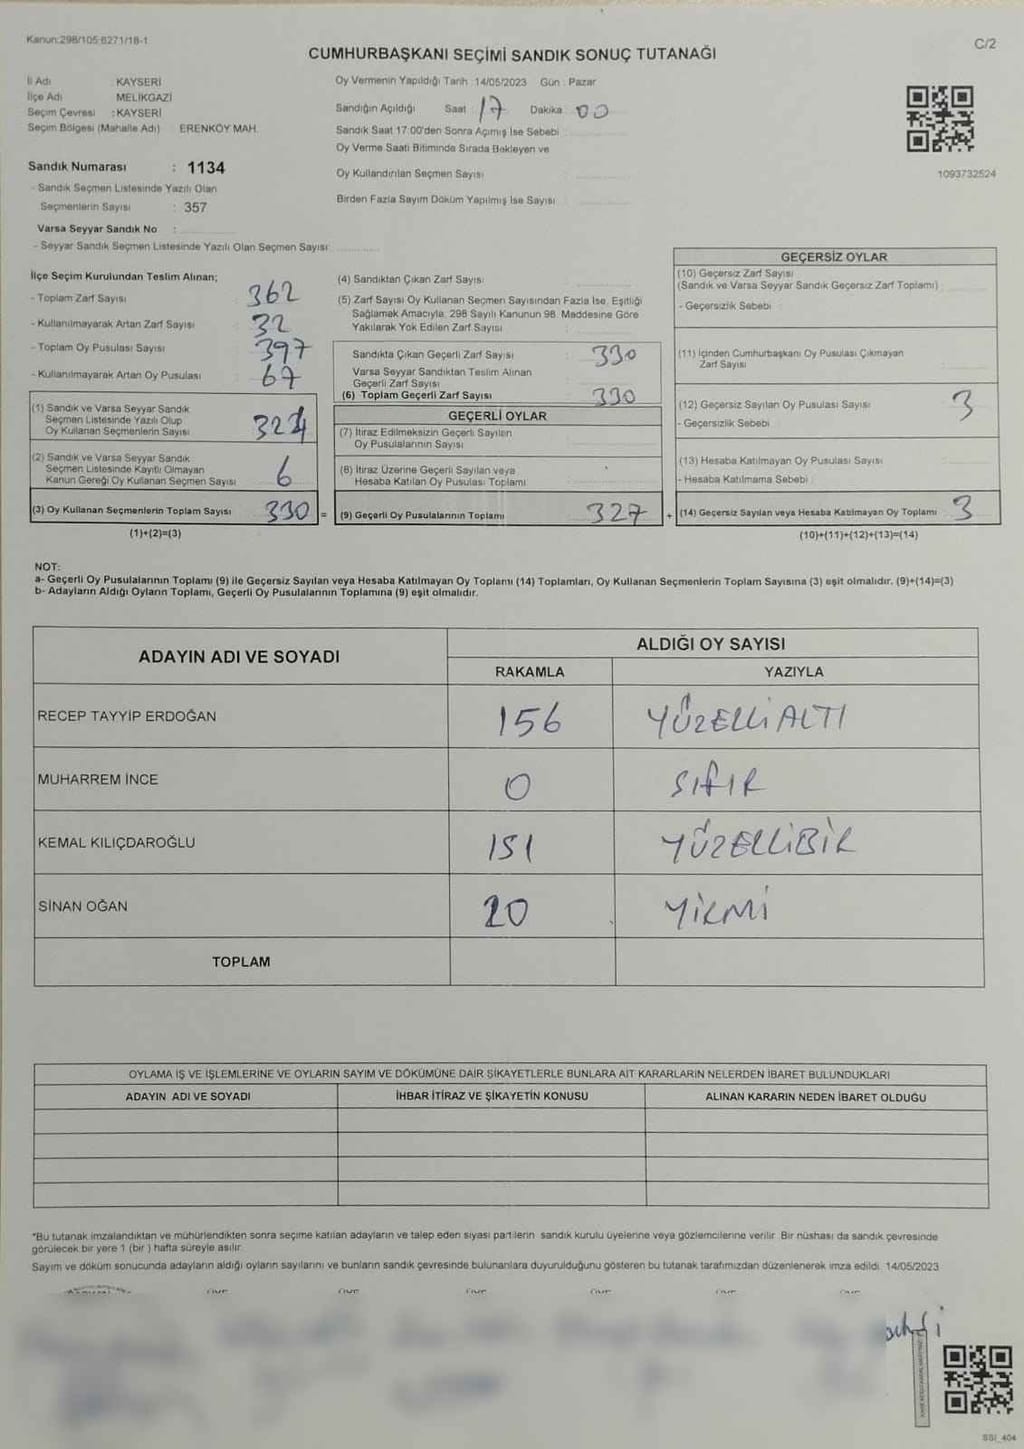 Kanun:298/105-6271/18-1
C/2
CUMHURBAŞKANI SEÇİMİ SANDIK SONUÇ TUTANAĞI
İl Adı : KAYSERİ
İlçe Adı MELİKGAZİ
Seçim Çevresi : KAYSERİ
Seçim Bölgesi (Mahalle Adı) ERENKÖY MAH.
Oy Vermenin Yapıldığı Tarih : 14/05/2023 Gün : Pazar
Sandığın Açıldığı Saat 17 Dakika 00
Sandık Saat 17:00'den Sonra Açımış İse Sebebi
Oy Verme Saati Bitiminde Sırada Bekleyen ve
Oy Kullandırılan Seçmen Sayısı
Birden Fazla Sayım Döküm Yapılmış İse Sayısı
1093732524
Sandık Numarası : 1134
- Sandık Seçmen Listesinde Yazılı Olan
Seçmenlerin Sayısı : 357
Varsa Seyyar Sandık No :
- Seyyar Sandık Seçmen Listesinde Yazılı Olan Seçmen Sayısı
İlçe Seçim Kurulundan Teslim Alınan;
- Toplam Zarf Sayısı 362
- Kullanılmayarak Artan Zarf Sayısı 32
- Toplam Oy Pusulası Sayısı 397
- Kullanılmayarak Artan Oy Pusulası 67
(1) Sandık ve Varsa Seyyar Sandık
Seçmen Listesinde Yazılı Olup
Oy Kullanan Seçmenlerin Sayısı 324
(2) Sandık ve Varsa Seyyar Sandık
Seçmen Listesinde Kayıtlı Olmayan
Kanun Gereği Oy Kullanan Seçmen Sayısı 6
(3) Oy Kullanan Seçmenlerin Toplam Sayısı 330 =
(1)+(2)=(3)
(4) Sandıktan Çıkan Zarf Sayısı
(5) Zarf Sayısı Oy Kullanan Seçmen Sayısından Fazla İse, Eşitliği
Sağlamak Amacıyla, 298 Sayılı Kanunun 98. Maddesine Göre
Yakılarak Yok Edilen Zarf Sayısı
Sandıkta Çıkan Geçerli Zarf Sayısı : 330
Varsa Seyyar Sandıktan Teslim Alınan
Geçerli Zarf Sayısı
(6) Toplam Geçerli Zarf Sayısı : 330
GEÇERLİ OYLAR
(7) İtiraz Edilmeksizin Geçerli Sayılan
Oy Pusulalarının Sayısı
(8) İtiraz Üzerine Geçerli Sayılan veya
Hesaba Katılan Oy Pusulası Toplamı
(9) Geçerli Oy Pusulalarının Toplamı : 327 +
GEÇERSİZ OYLAR
(10) Geçersiz Zarf Sayısı
(Sandık ve Varsa Seyyar Sandık Geçersiz Zarf Toplamı)
- Geçersizlik Sebebi :
(11) İçinden Cumhurbaşkanı Oy Pusulası Çıkmayan
Zarf Sayısı
(12) Geçersiz Sayılan Oy Pusulası Sayısı 3
- Geçersizlik Sebebi :
(13) Hesaba Katılmayan Oy Pusulası Sayısı
- Hesaba Katılmama Sebebi :
(14) Geçersiz Sayılan veya Hesaba Katılmayan Oy Toplamı 3
(10)+(11)+(12)+(13)=(14)
NOT:
a- Geçerli Oy Pusulalarının Toplamı (9) ile Geçersiz Sayılan veya Hesaba Katılmayan Oy Toplamı (14) Toplamları, Oy Kullanan Seçmenlerin Toplam Sayısına (3) eşit olmalıdır. (9)+(14)=(3)
b- Adayların Aldığı Oyların Toplamı, Geçerli Oy Pusulalarının Toplamına (9) eşit olmalıdır.
ADAYIN ADI VE SOYADI
ALDIĞI OY SAYISI
RAKAMLA YAZIYLA
RECEP TAYYİP ERDOĞAN 156 YÜZELLİ ALTI
MUHARREM İNCE 0 SIFIR
KEMAL KILIÇDAROĞLU 151 YÜZELLİBİR
SİNAN OĞAN 20 YİRMİ
TOPLAM
OYLAMA İŞ VE İŞLEMLERİNE VE OYLARIN SAYIM VE DÖKÜMÜNE DAİR ŞİKAYETLERLE BUNLARA AİT KARARLARIN NELERDEN İBARET BULUNDUKLARI
ADAYIN ADI VE SOYADI İHBAR İTİRAZ VE ŞİKAYETİN KONUSU ALINAN KARARIN NEDEN İBARET OLDUĞU
*Bu tutanak imzalandıktan ve mühürlendikten sonra seçime katılan adayların ve talep eden siyasi partilerin sandık kurulu üyelerine veya gözlemcilerine verilir. Bir nüshası da sandık çevresinde
görülecek bir yere 1 (bir ) hafta süreyle asılır.
Sayım ve döküm sonucunda adayların aldığı oyların sayılarını ve bunların sandık çevresinde bulunanlara duyurulduğunu gösteren bu tutanak tarafımızdan düzenlenerek imza edildi. 14/05/2023
SSI_404